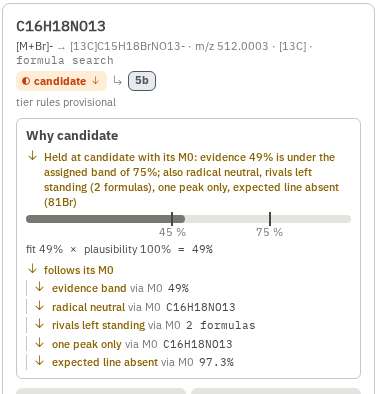 C16H18NO13
[M+Br]- → [13C]C15H18BrNO13-· m/z 512.0003 · [13C] ·
formula search
◐ candidate ↓ ↳ 5b
tier rules provisional
Why candidate
↓ Held at candidate with its M0: evidence 49% is under the
assigned band of 75%; also radical neutral, rivals left
standing (2 formulas), one peak only, expected line absent
(81Br)
45 % 75 %
fit 49% × plausibility 100% = 49%
↓ follows its M0
↓ evidence band via M0 49%
↓ radical neutral via M0 C16H18NO13
↓ rivals left standing via M0 2 formulas
↓ one peak only via M0 C16H18NO13
↓ expected line absent via M0 97.3%